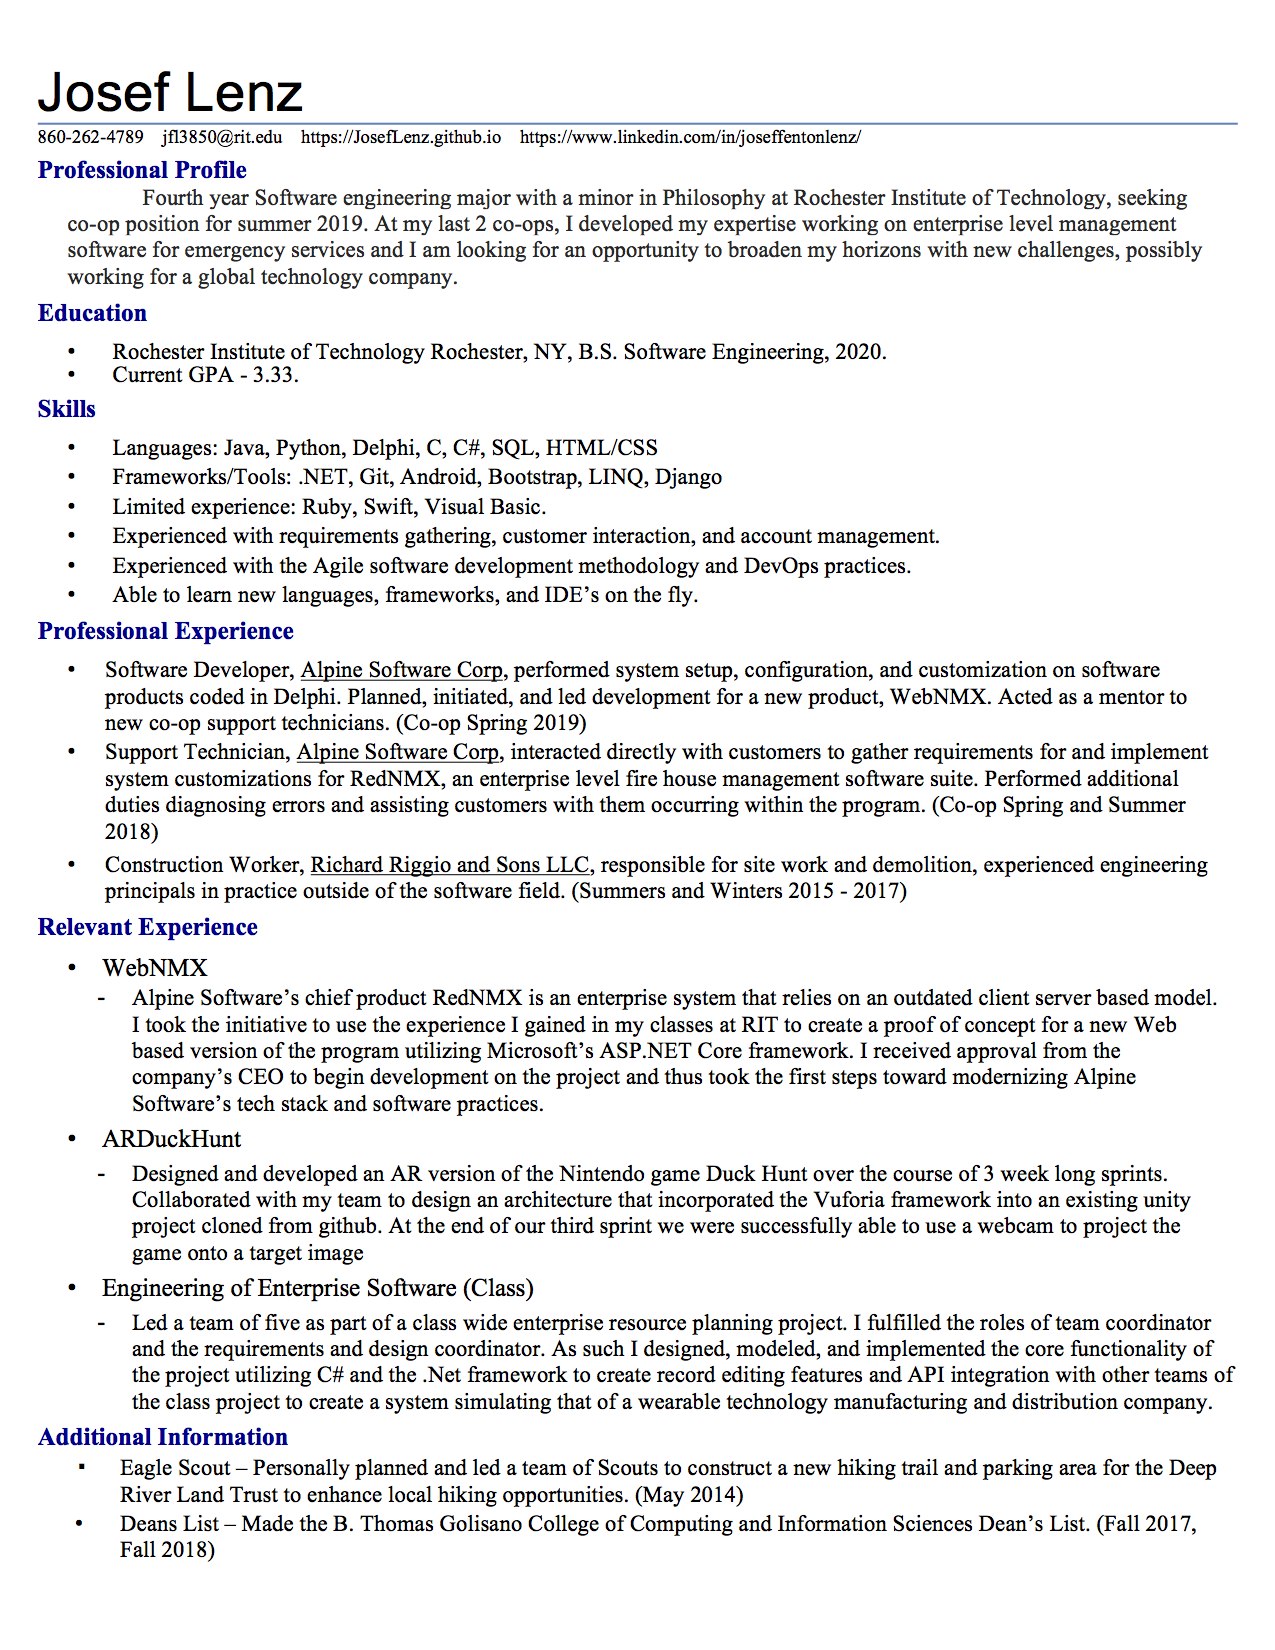 Josef Lenz
860-262-4789 jfl3850@rit.edu https://JosefLenz.github.io https://www.linkedin.com/in/joseffentonlenz/
Professional Profile
Fourth year Software engineering major with a minor in Philosophy at Rochester Institute of Technology, seeking
co-op position for summer 2019. At my last 2 co-ops, I developed my expertise working on enterprise level management
software for emergency services and I am looking for an opportunity to broaden my horizons with new challenges, possibly
working for a global technology company.
Education
• Rochester Institute of Technology Rochester, NY, B.S. Software Engineering, 2020.
• Current GPA - 3.33.
Skills
• Languages: Java, Python, Delphi, C, C#, SQL, HTML/CSS
• Frameworks/Tools: .NET, Git, Android, Bootstrap, LINQ, Django
• Limited experience: Ruby, Swift, Visual Basic.
• Experienced with requirements gathering, customer interaction, and account management.
• Experienced with the Agile software development methodology and DevOps practices.
• Able to learn new languages, frameworks, and IDE’s on the fly.
Professional Experience
• Software Developer, Alpine Software Corp, performed system setup, configuration, and customization on software
products coded in Delphi. Planned, initiated, and led development for a new product, WebNMX. Acted as a mentor to
new co-op support technicians. (Co-op Spring 2019)
• Support Technician, Alpine Software Corp, interacted directly with customers to gather requirements for and implement
system customizations for RedNMX, an enterprise level fire house management software suite. Performed additional
duties diagnosing errors and assisting customers with them occurring within the program. (Co-op Spring and Summer
2018)
• Construction Worker, Richard Riggio and Sons LLC, responsible for site work and demolition, experienced engineering
principals in practice outside of the software field. (Summers and Winters 2015 - 2017)
Relevant Experience
• WebNMX
- Alpine Software’s chief product RedNMX is an enterprise system that relies on an outdated client server based model.
I took the initiative to use the experience I gained in my classes at RIT to create a proof of concept for a new Web
based version of the program utilizing Microsoft’s ASP.NET Core framework. I received approval from the
company’s CEO to begin development on the project and thus took the first steps toward modernizing Alpine
Software’s tech stack and software practices.
• ARDuckHunt
- Designed and developed an AR version of the Nintendo game Duck Hunt over the course of 3 week long sprints.
Collaborated with my team to design an architecture that incorporated the Vuforia framework into an existing unity
project cloned from github. At the end of our third sprint we were successfully able to use a webcam to project the
game onto a target image
• Engineering of Enterprise Software (Class)
- Led a team of five as part of a class wide enterprise resource planning project. I fulfilled the roles of team coordinator
and the requirements and design coordinator. As such I designed, modeled, and implemented the core functionality of
the project utilizing C# and the .Net framework to create record editing features and API integration with other teams of
the class project to create a system simulating that of a wearable technology manufacturing and distribution company.
Additional Information
▪ Eagle Scout – Personally planned and led a team of Scouts to construct a new hiking trail and parking area for the Deep
River Land Trust to enhance local hiking opportunities. (May 2014)
• Deans List – Made the B. Thomas Golisano College of Computing and Information Sciences Dean’s List. (Fall 2017,
Fall 2018)